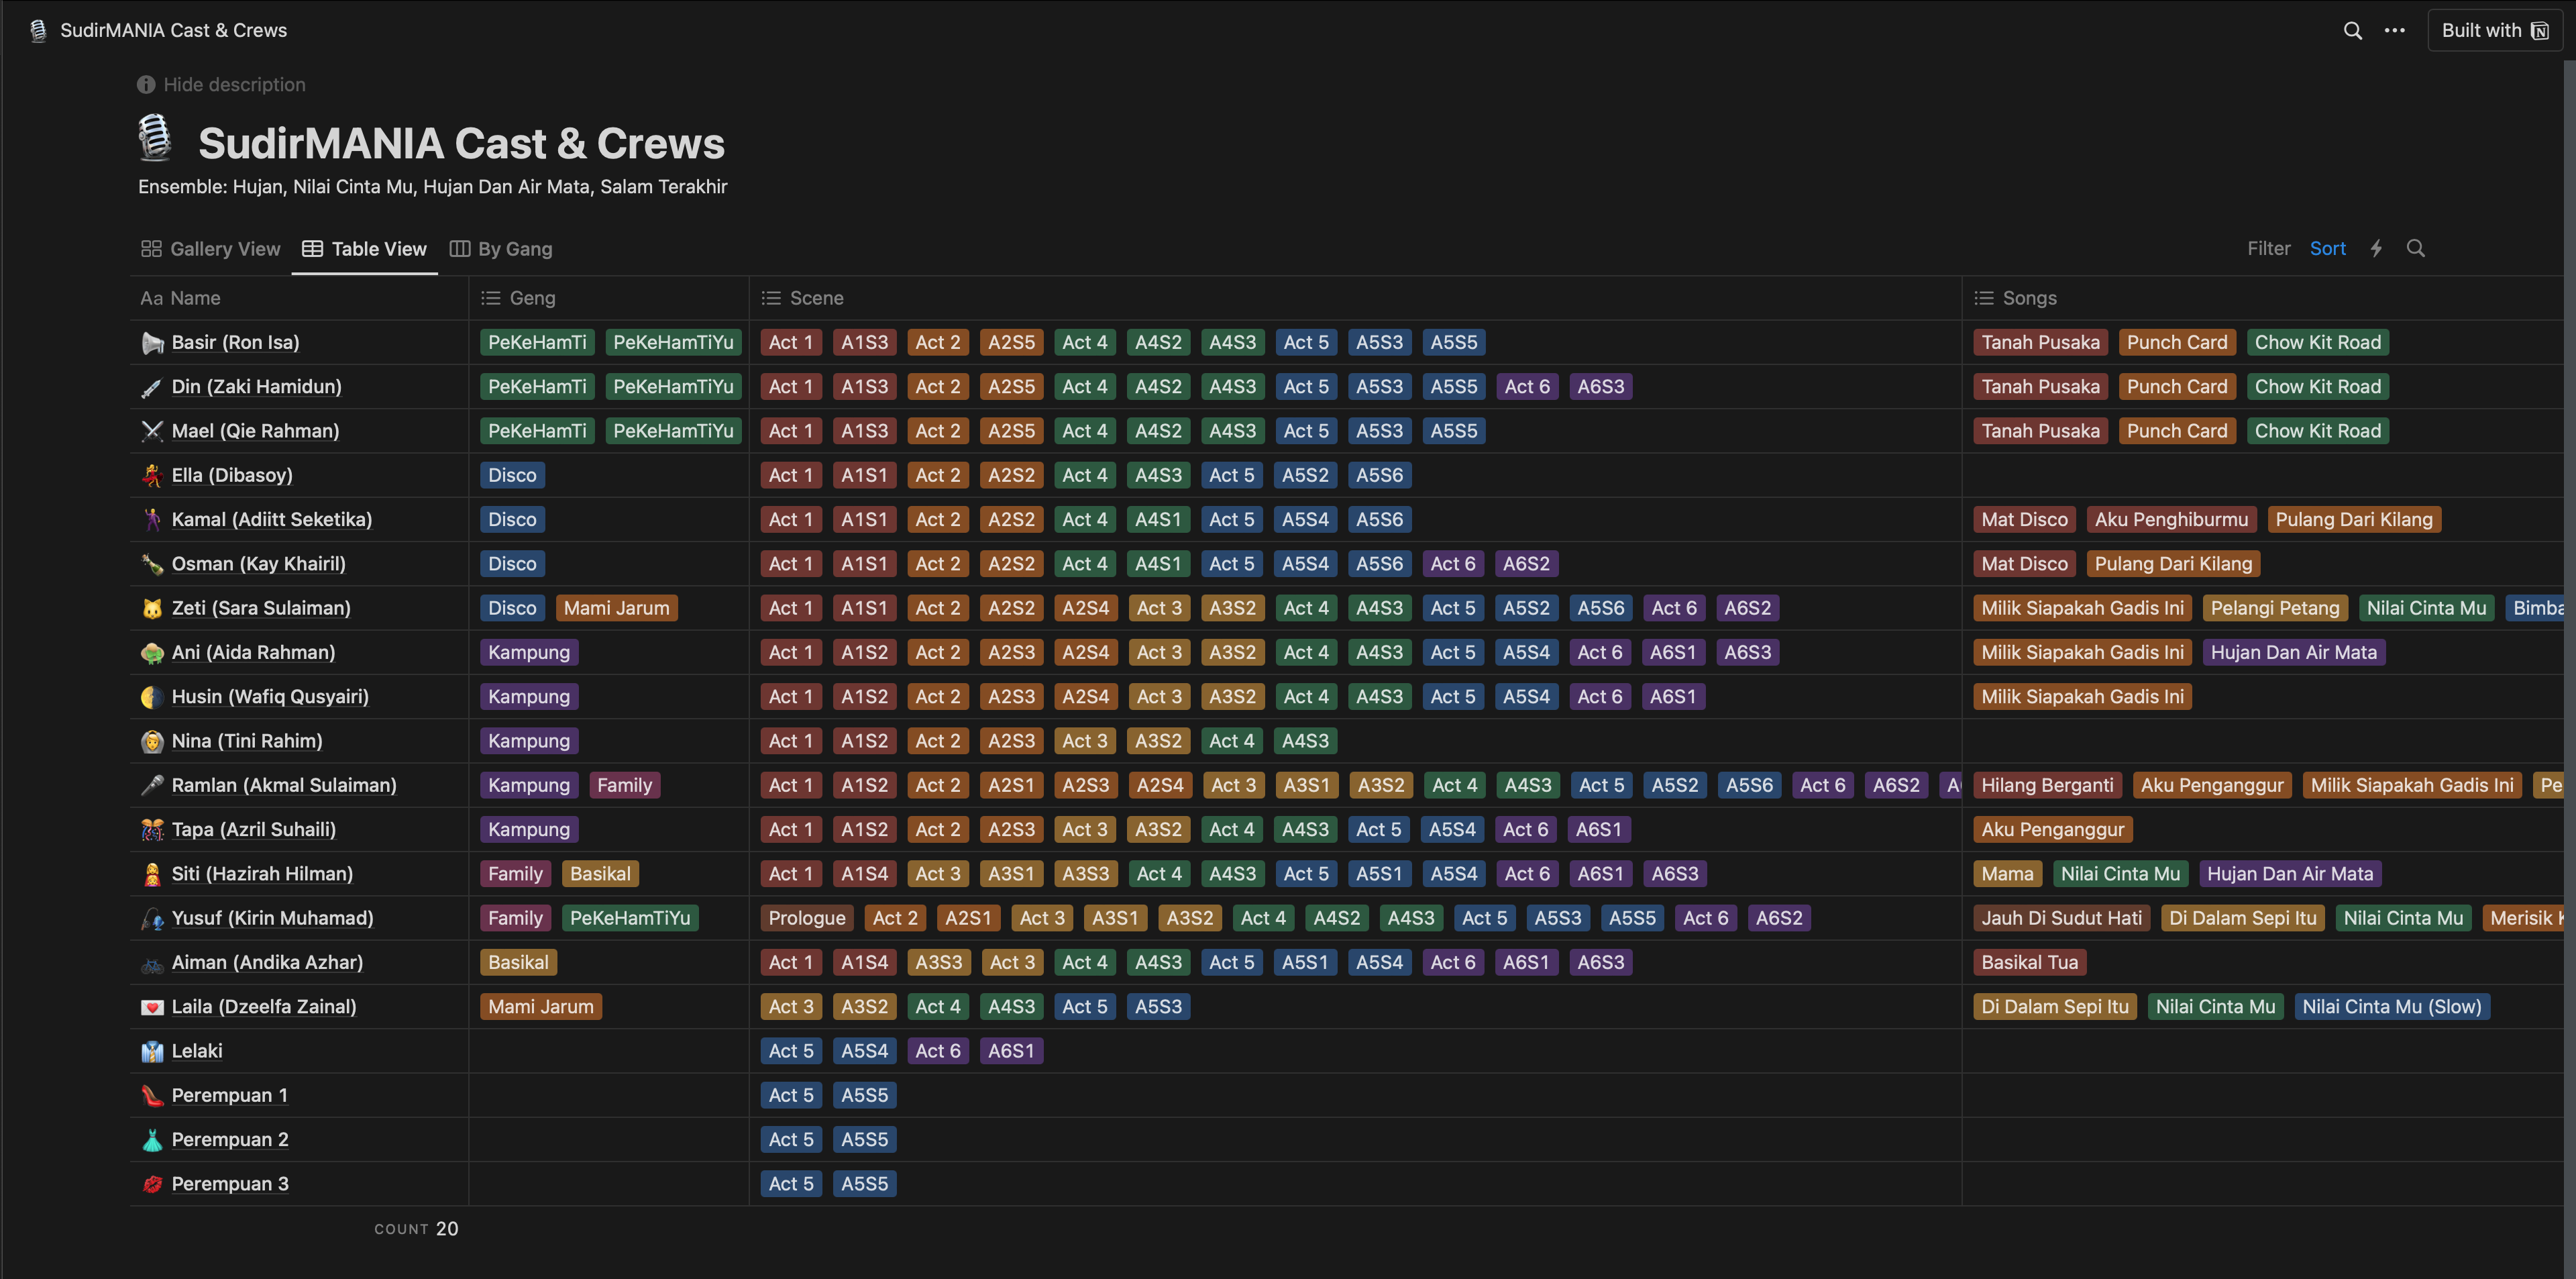 SudirMANIA Cast & Crews
Built with
Hide description
SudirMANIA Cast & Crews
Ensemble: Hujan, Nilai Cinta Mu, Hujan Dan Air Mata, Salam Terakhir
Gallery View Table View By Gang Filter Sort
Aa Name Geng Scene Songs
Basir (Ron Isa) PeKeHamTi PeKeHamTiYu Act 1 A1S3 Act 2 A2S5 Act 4 A4S2 A4S3 Act 5 A5S3 A5S5 Tanah Pusaka Punch Card Chow Kit Road
Din (Zaki Hamidun) PeKeHamTi PeKeHamTiYu Act 1 A1S3 Act 2 A2S5 Act 4 A4S2 A4S3 Act 5 A5S3 A5S5 Act 6 A6S3 Tanah Pusaka Punch Card Chow Kit Road
Mael (Qie Rahman) PeKeHamTi PeKeHamTiYu Act 1 A1S3 Act 2 A2S5 Act 4 A4S2 A4S3 Act 5 A5S3 A5S5 Tanah Pusaka Punch Card Chow Kit Road
Ella (Dibasoy) Disco Act 1 A1S1 Act 2 A2S2 Act 4 A4S3 Act 5 A5S2 A5S6
Kamal (Adiitt Seketika) Disco Act 1 A1S1 Act 2 A2S2 Act 4 A4S1 Act 5 A5S4 A5S6 Mat Disco Aku Penghiburmu Pulang Dari Kilang
Osman (Kay Khairil) Disco Act 1 A1S1 Act 2 A2S2 Act 4 A4S1 Act 5 A5S4 A5S6 Act 6 A6S2 Mat Disco Pulang Dari Kilang
Zeti (Sara Sulaiman) Disco Mami Jarum Act 1 A1S1 Act 2 A2S2 A2S4 Act 3 A3S2 Act 4 A4S3 Act 5 A5S2 A5S6 Act 6 A6S2 Milik Siapakah Gadis Ini Pelangi Petang Nilai Cinta Mu Bimba
Ani (Aida Rahman) Kampung Act 1 A1S2 Act 2 A2S3 A2S4 Act 3 A3S2 Act 4 A4S3 Act 5 A5S4 Act 6 A6S1 A6S3 Milik Siapakah Gadis Ini Hujan Dan Air Mata
Husin (Wafiq Qusyairi) Kampung Act 1 A1S2 Act 2 A2S3 A2S4 Act 3 A3S2 Act 4 A4S3 Act 5 A5S4 Act 6 A6S1 Milik Siapakah Gadis Ini
Nina (Tini Rahim) Kampung Act 1 A1S2 Act 2 A2S3 Act 3 A3S2 Act 4 A4S3
Ramlan (Akmal Sulaiman) Kampung Family Act 1 A1S2 Act 2 A2S1 A2S3 A2S4 Act 3 A3S1 A3S2 Act 4 A4S3 Act 5 A5S2 A5S6 Act 6 A6S2 A Hilang Berganti Aku Penganggur Milik Siapakah Gadis Ini Pe
Tapa (Azril Suhaili) Kampung Act 1 A1S2 Act 2 A2S3 Act 3 A3S2 Act 4 A4S3 Act 5 A5S4 Act 6 A6S1 Aku Penganggur
Siti (Hazirah Hilman) Family Basikal Act 1 A1S4 Act 3 A3S1 A3S3 Act 4 A4S3 Act 5 A5S1 A5S4 Act 6 A6S1 A6S3 Mama Nilai Cinta Mu Hujan Dan Air Mata
Yusuf (Kirin Muhamad) Family PeKeHamTiYu Prologue Act 2 A2S1 Act 3 A3S1 A3S2 Act 4 A4S2 A4S3 Act 5 A5S3 A5S5 Act 6 A6S2 Jauh Di Sudut Hati Di Dalam Sepi Itu Nilai Cinta Mu Merisik
Aiman (Andika Azhar) Basikal Act 1 A1S4 A3S3 Act 3 Act 4 A4S3 Act 5 A5S1 A5S4 Act 6 A6S1 A6S3 Basikal Tua
Laila (Dzeelfa Zainal) Mami Jarum Act 3 A3S2 Act 4 A4S3 Act 5 A5S3 Di Dalam Sepi Itu Nilai Cinta Mu Nilai Cinta Mu (Slow)
Lelaki Act 5 A5S4 Act 6 A6S1
Perempuan 1 Act 5 A5S5
Perempuan 2 Act 5 A5S5
Perempuan 3 Act 5 A5S5
COUNT 20